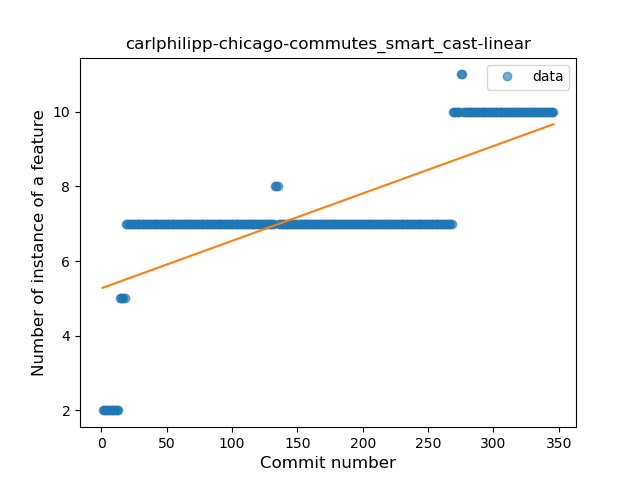 carlphilipp-chicago-commutes_smart_cast-linear
data
Number of instance of a feature
10
8
6
4
2
0 50 100 150 200 250 300 350
Commit number